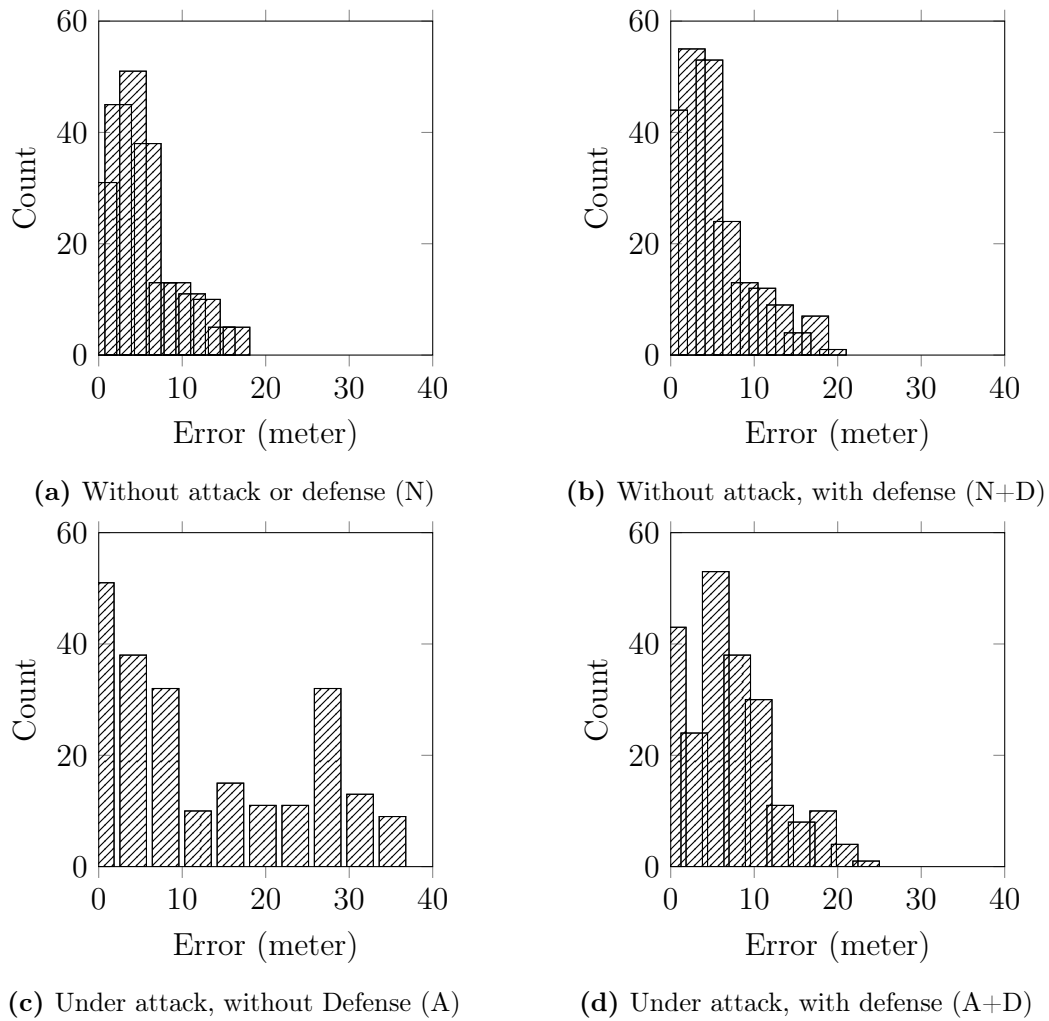 60
40
20
0
Count
0 10 20 30 40
Error (meter)
(a) Without attack or defense (N)
60
40
20
0
Count
0 10 20 30 40
Error (meter)
(b) Without attack, with defense (N+D)
60
40
20
0
Count
0 10 20 30 40
Error (meter)
(c) Under attack, without Defense (A)
60
40
20
0
Count
0 10 20 30 40
Error (meter)
(d) Under attack, with defense (A+D)